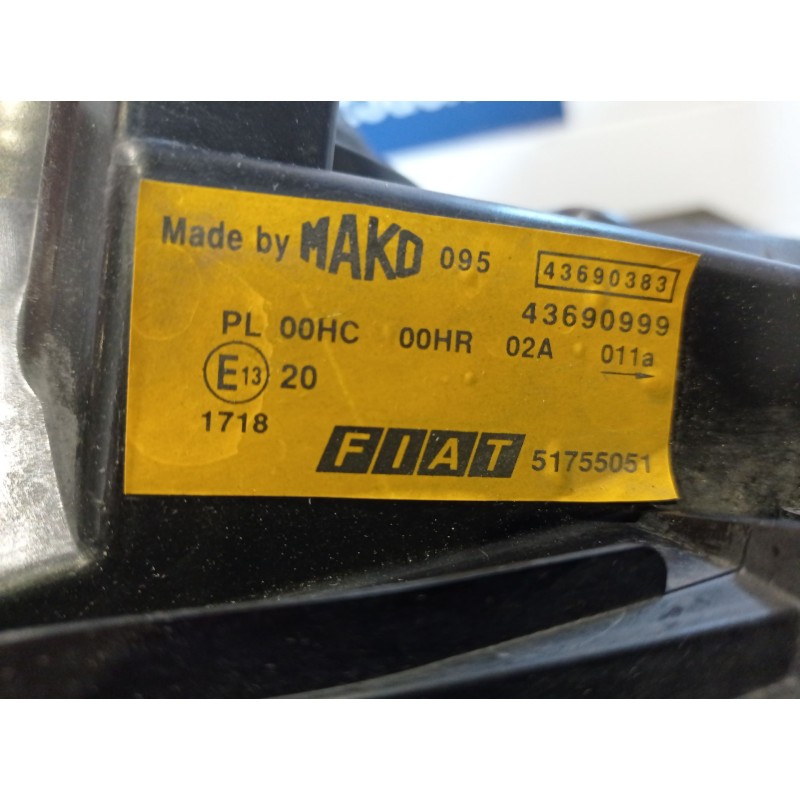 Made by MAKO 095 43690383
43690999
PL 00HC 00HR 02A 011a
E13 20
1718
FIAT 51755051